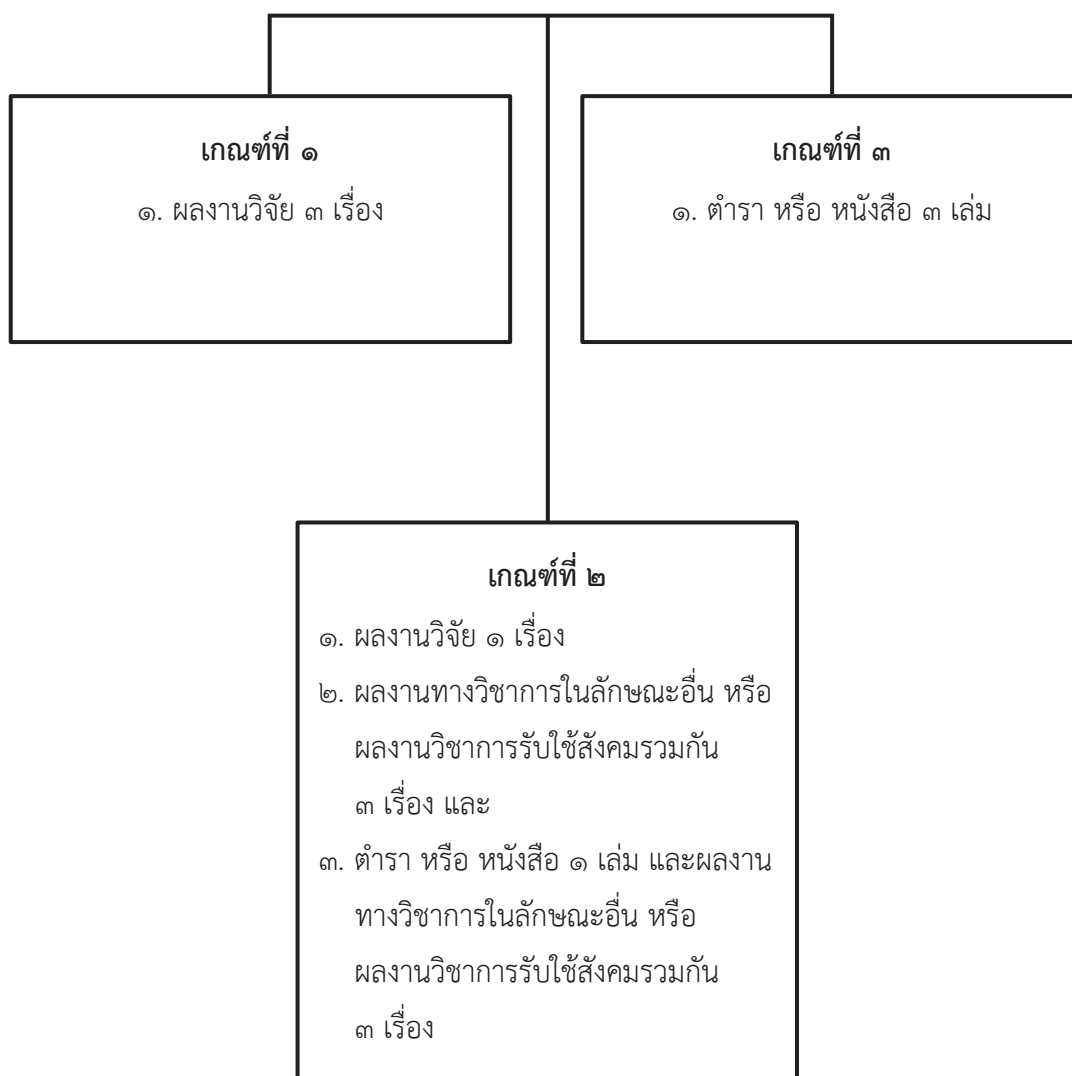 เกณฑ์ที่ ๑
๑. ผลงานวิจัย ๓ เรื่อง
เกณฑ์ที่ ๓
๑. ตำรา หรือ หนังสือ ๓ เล่ม
เกณฑ์ที่ ๒
๑. ผลงานวิจัย ๑ เรื่อง
๒. ผลงานทางวิชาการในลักษณะอื่น หรือ
ผลงานวิชาการรับใช้สังคมรวมกัน
๓ เรื่อง และ
๓. ตำรา หรือ หนังสือ ๑ เล่ม และผลงาน
ทางวิชาการในลักษณะอื่น หรือ
ผลงานวิชาการรับใช้สังคมรวมกัน
๓ เรื่อง